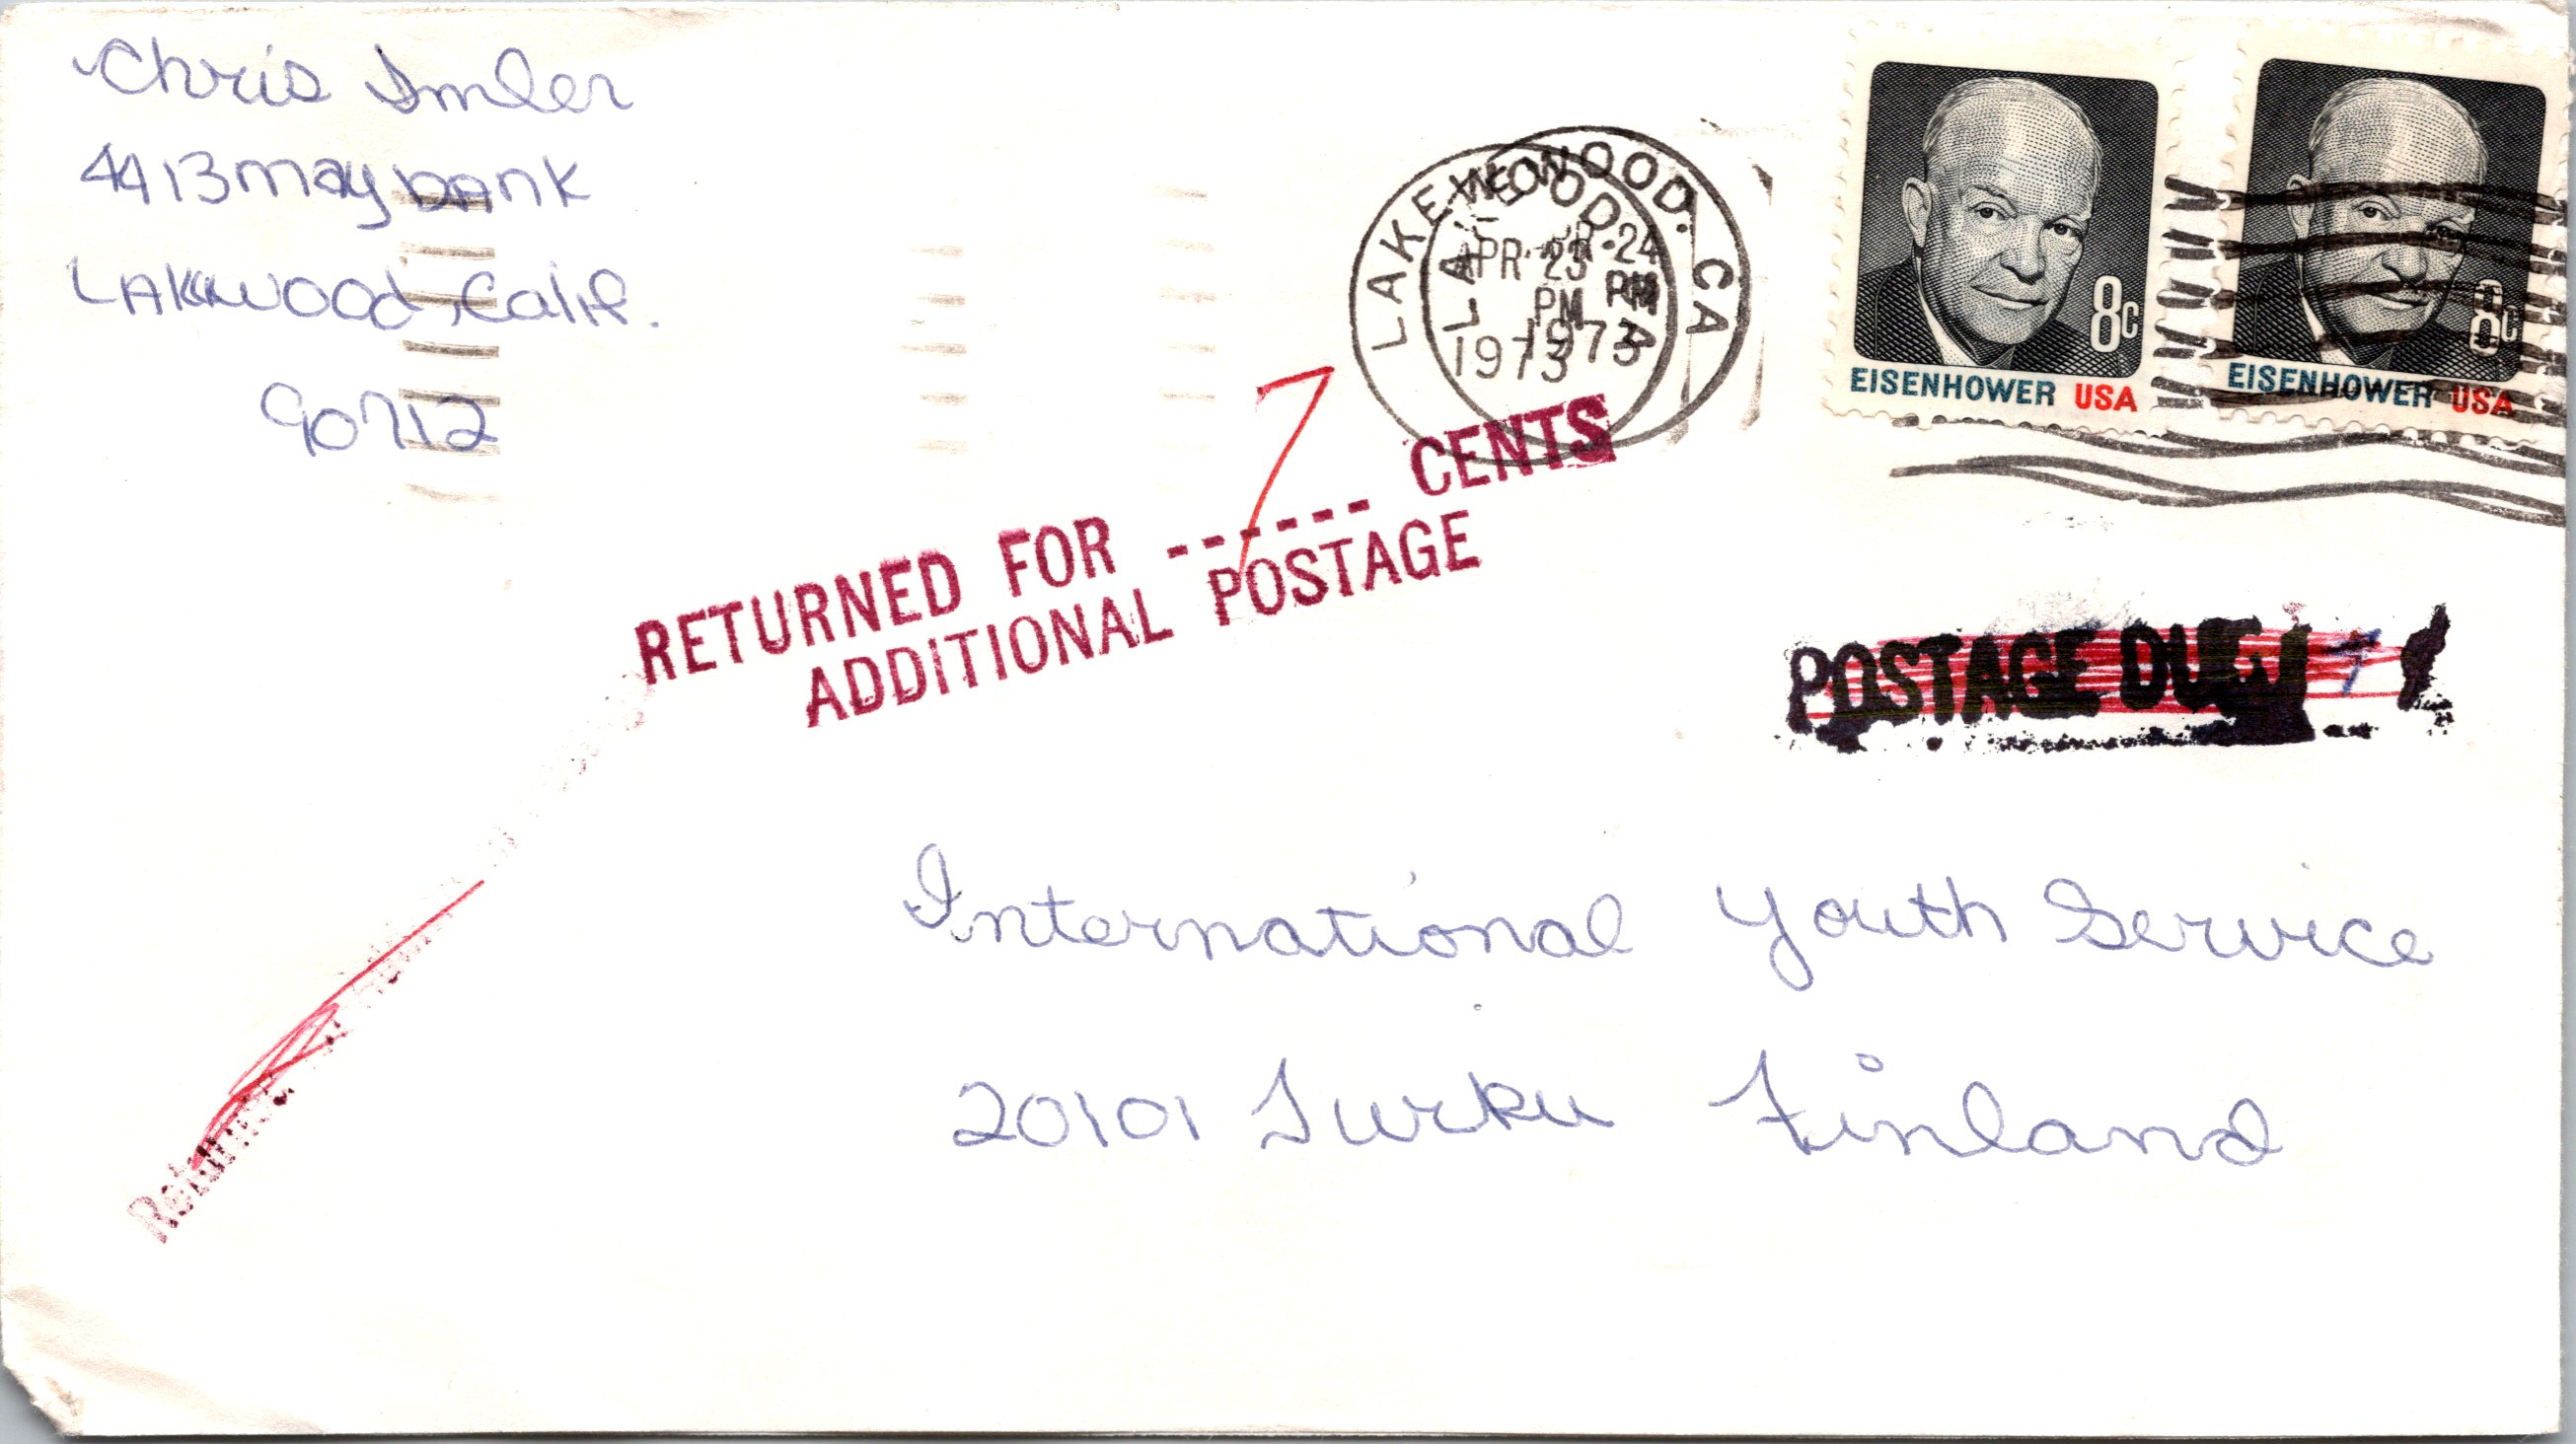 Chris Imler
4413 maybank
LAKWOOD, Calif.
90712
LAKEWOOD, CA
APR 23
PM
1973
LAKEWOOD, CA
APR 24
PM
1973
8c
EISENHOWER USA
8c
EISENHOWER USA
RETURNED FOR ------ CENTS
7
ADDITIONAL POSTAGE
POSTAGE DUE 7
Returned
International Youth Service
20101 Turku Finland